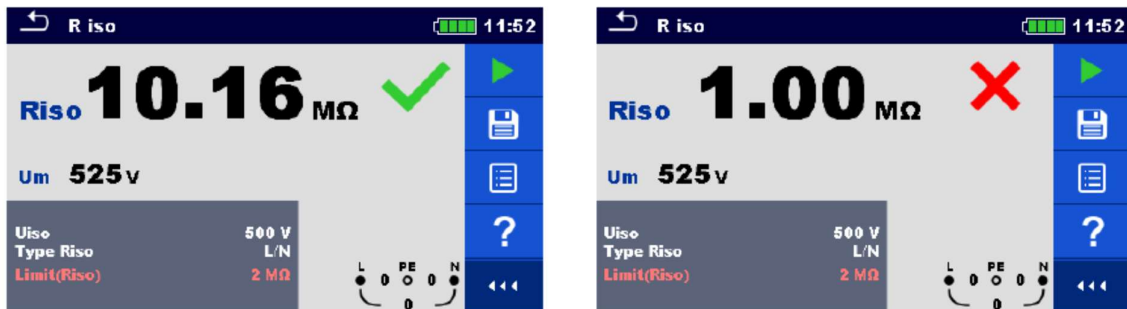 R iso 11:52
Riso 10.16 MΩ
Um 525 V
Uiso 500 V
Type Riso L/N
Limit(Riso) 2 MΩ
?
L PE N
0 0
0
R iso 11:52
Riso 1.00 MΩ
Um 525 V
Uiso 500 V
Type Riso L/N
Limit(Riso) 2 MΩ
?
L PE N
0 0
0